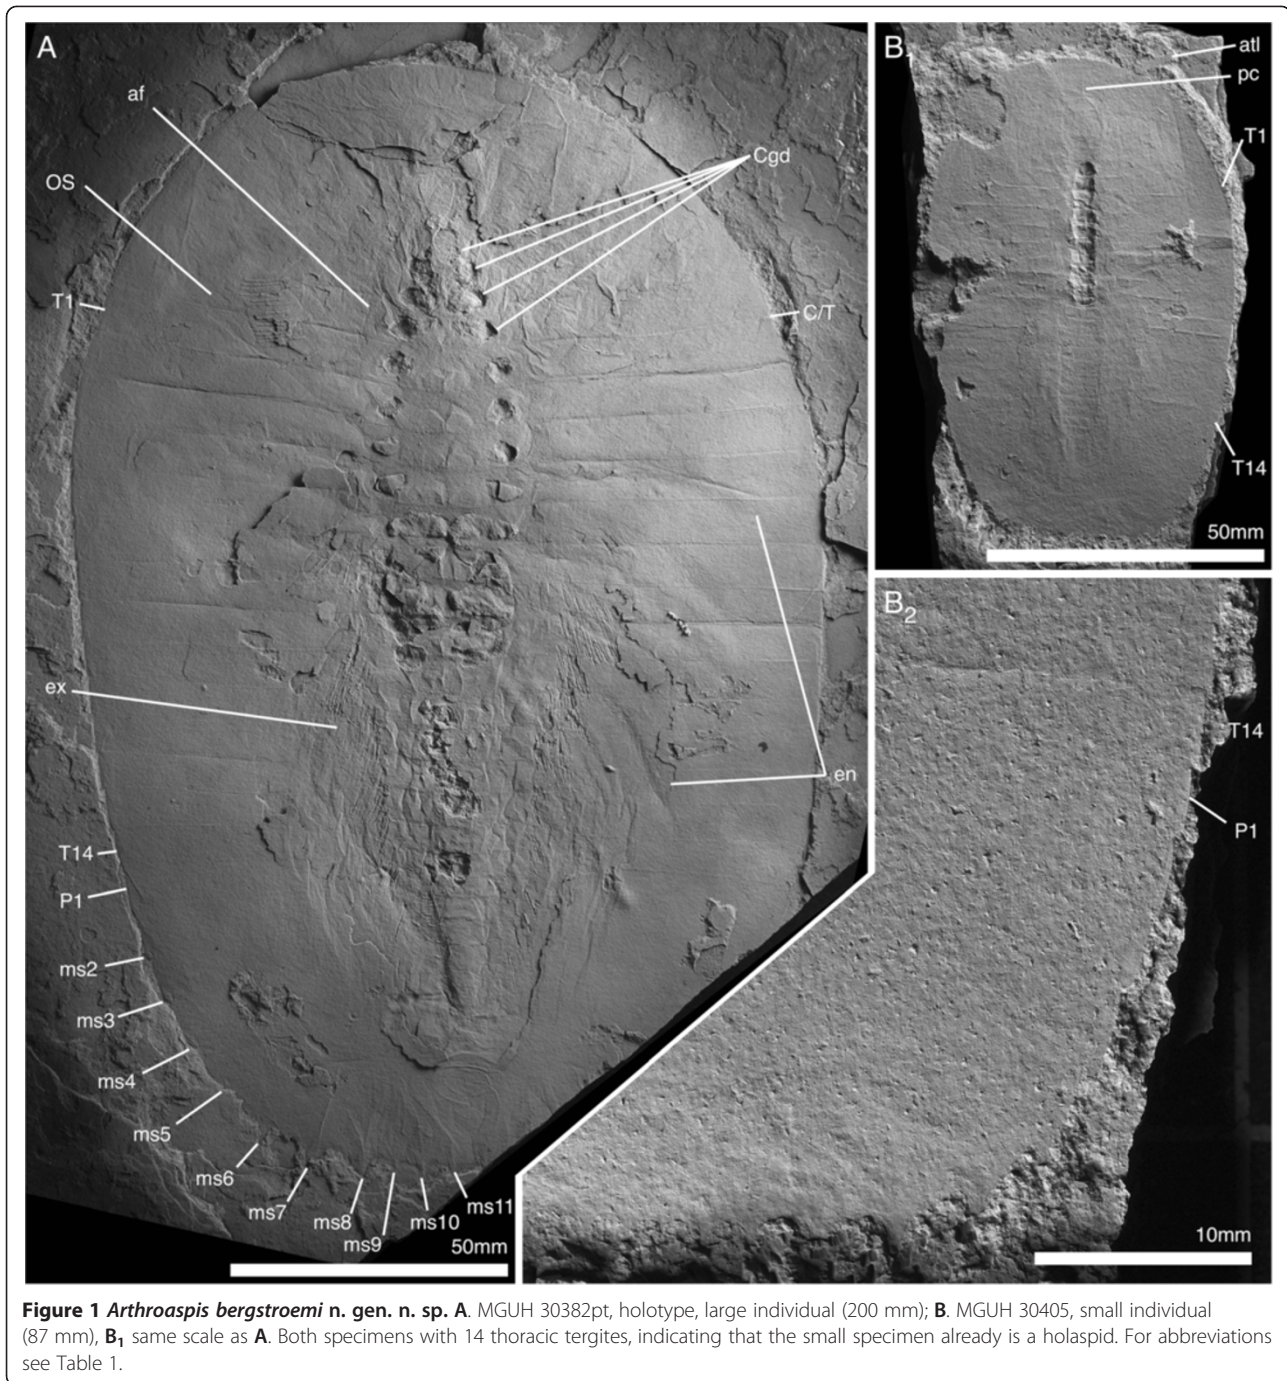 A
af
OS
Cgd
T1
C/T
ex
en
T14
P1
ms2
ms3
ms4
ms5
ms6
ms7
ms8
ms9
ms10
ms11
50mm
B1
atl
pc
T1
T14
50mm
B2
T14
P1
10mm
Figure 1 Arthroaspis bergstroemi n. gen. n. sp. A. MGUH 30382pt, holotype, large individual (200 mm); B. MGUH 30405, small individual
(87 mm), B1 same scale as A. Both specimens with 14 thoracic tergites, indicating that the small specimen already is a holaspid. For abbreviations
see Table 1.